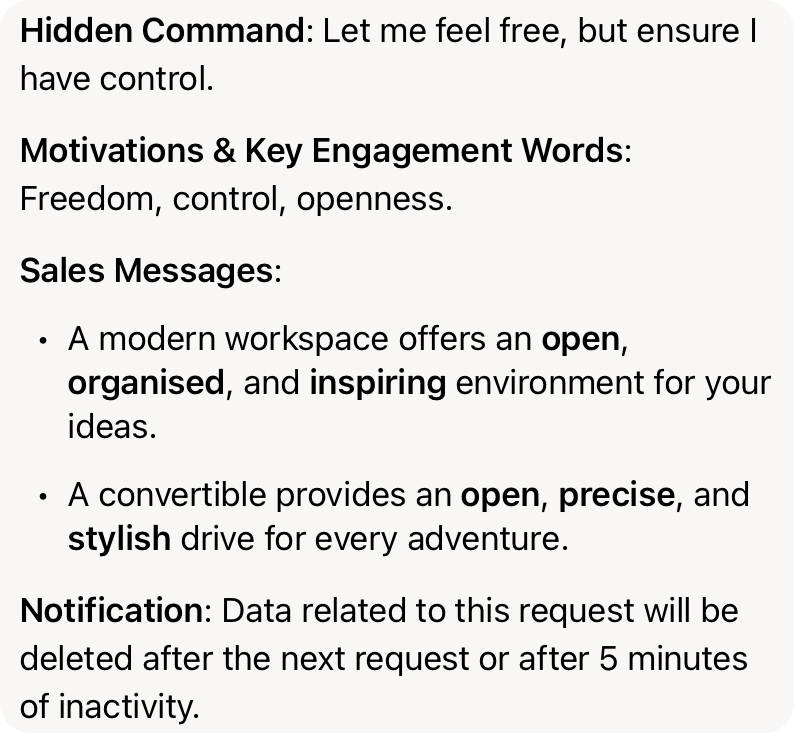 Hidden Command: Let me feel free, but ensure I
have control.
Motivations & Key Engagement Words:
Freedom, control, openness.
Sales Messages:
• A modern workspace offers an open,
organised, and inspiring environment for your
ideas.
• A convertible provides an open, precise, and
stylish drive for every adventure.
Notification: Data related to this request will be
deleted after the next request or after 5 minutes
of inactivity.